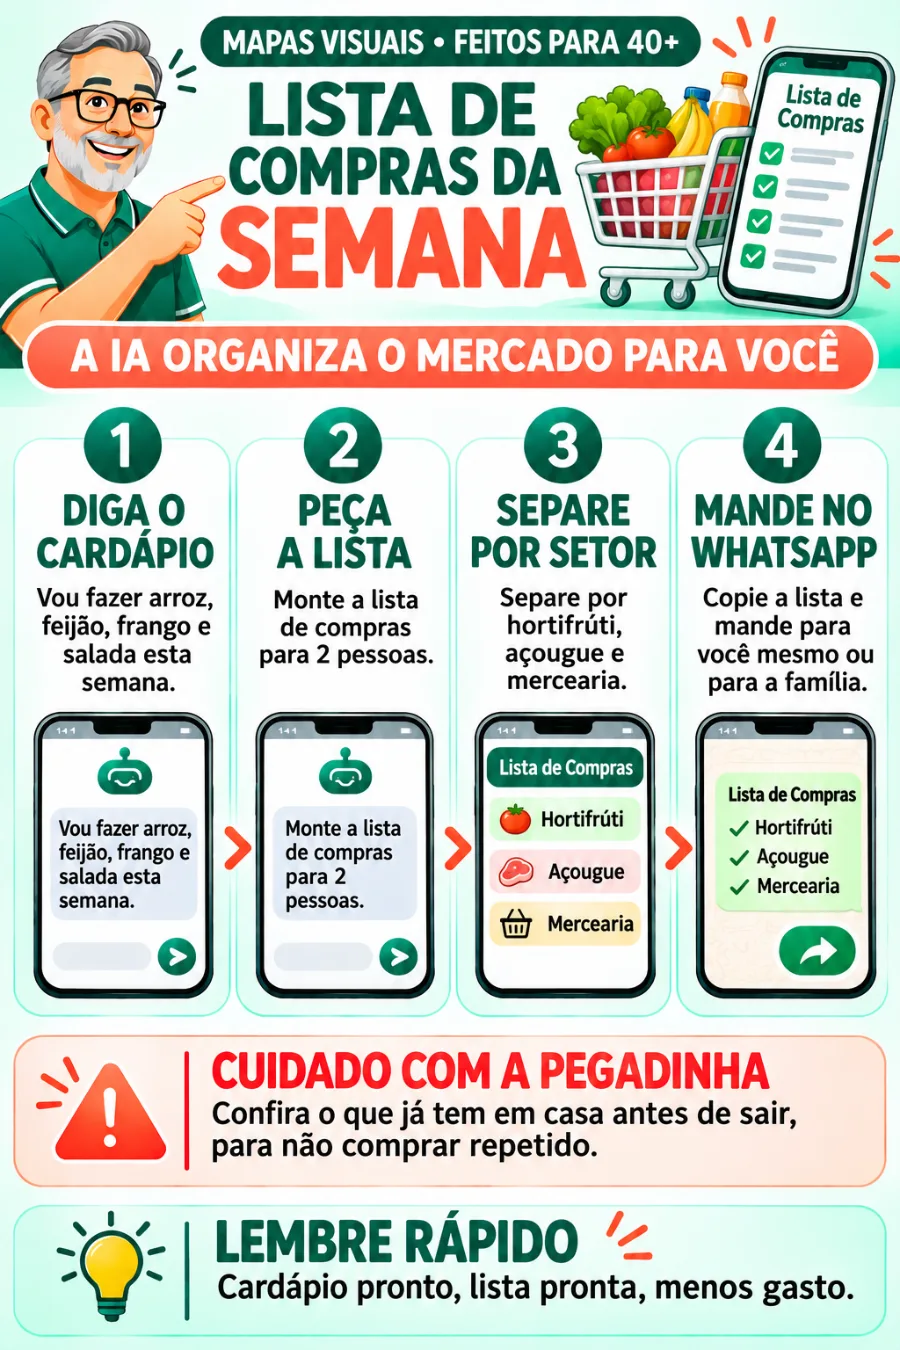 MAPAS VISUAIS • FEITOS PARA 40+
LISTA DE
COMPRAS DA
SEMANA
Lista de
Compras
A IA ORGANIZA O MERCADO PARA VOCÊ
1
DIGA O
CARDÁPIO
Vou fazer arroz,
feijão, frango e
salada esta
semana.
Vou fazer arroz,
feijão, frango e
salada esta
semana.
2
PEÇA
A LISTA
Monte a lista
de compras
para 2 pessoas.
Monte a lista
de compras
para 2
pessoas.
3
SEPARE
POR SETOR
Separe por
hortifrúti,
açougue e
mercearia.
Lista de Compras
Hortifrúti
Açougue
Mercearia
4
MANDE NO
WHATSAPP
Copie a lista e
mande para
você mesmo ou
para a família.
Lista de Compras
Hortifrúti
Açougue
Mercearia
CUIDADO COM A PEGADINHA
Confira o que já tem em casa antes de sair,
para não comprar repetido.
LEMBRE RÁPIDO
Cardápio pronto, lista pronta, menos gasto.